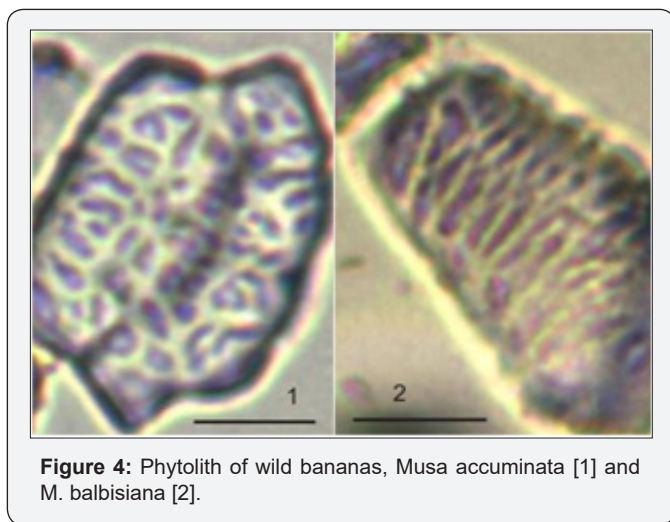 1
2
Figure 4: Phytolith of wild bananas, Musa accuminata [1] and
M. balbisiana [2].